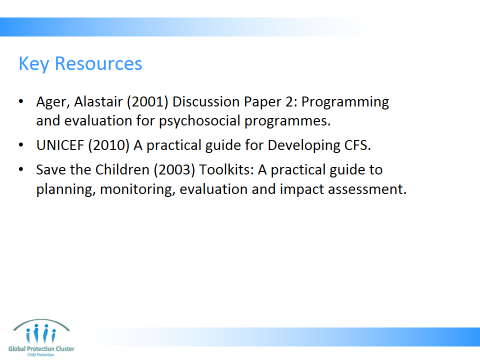 Key Resources
• Ager, Alastair (2001) Discussion Paper 2: Programming
and evaluation for psychosocial programmes.
• UNICEF (2010) A practical guide for Developing CFS.
• Save the Children (2003) Toolkits: A practical guide to
planning, monitoring, evaluation and impact assessment.
Global Protection Cluster
Child Protection